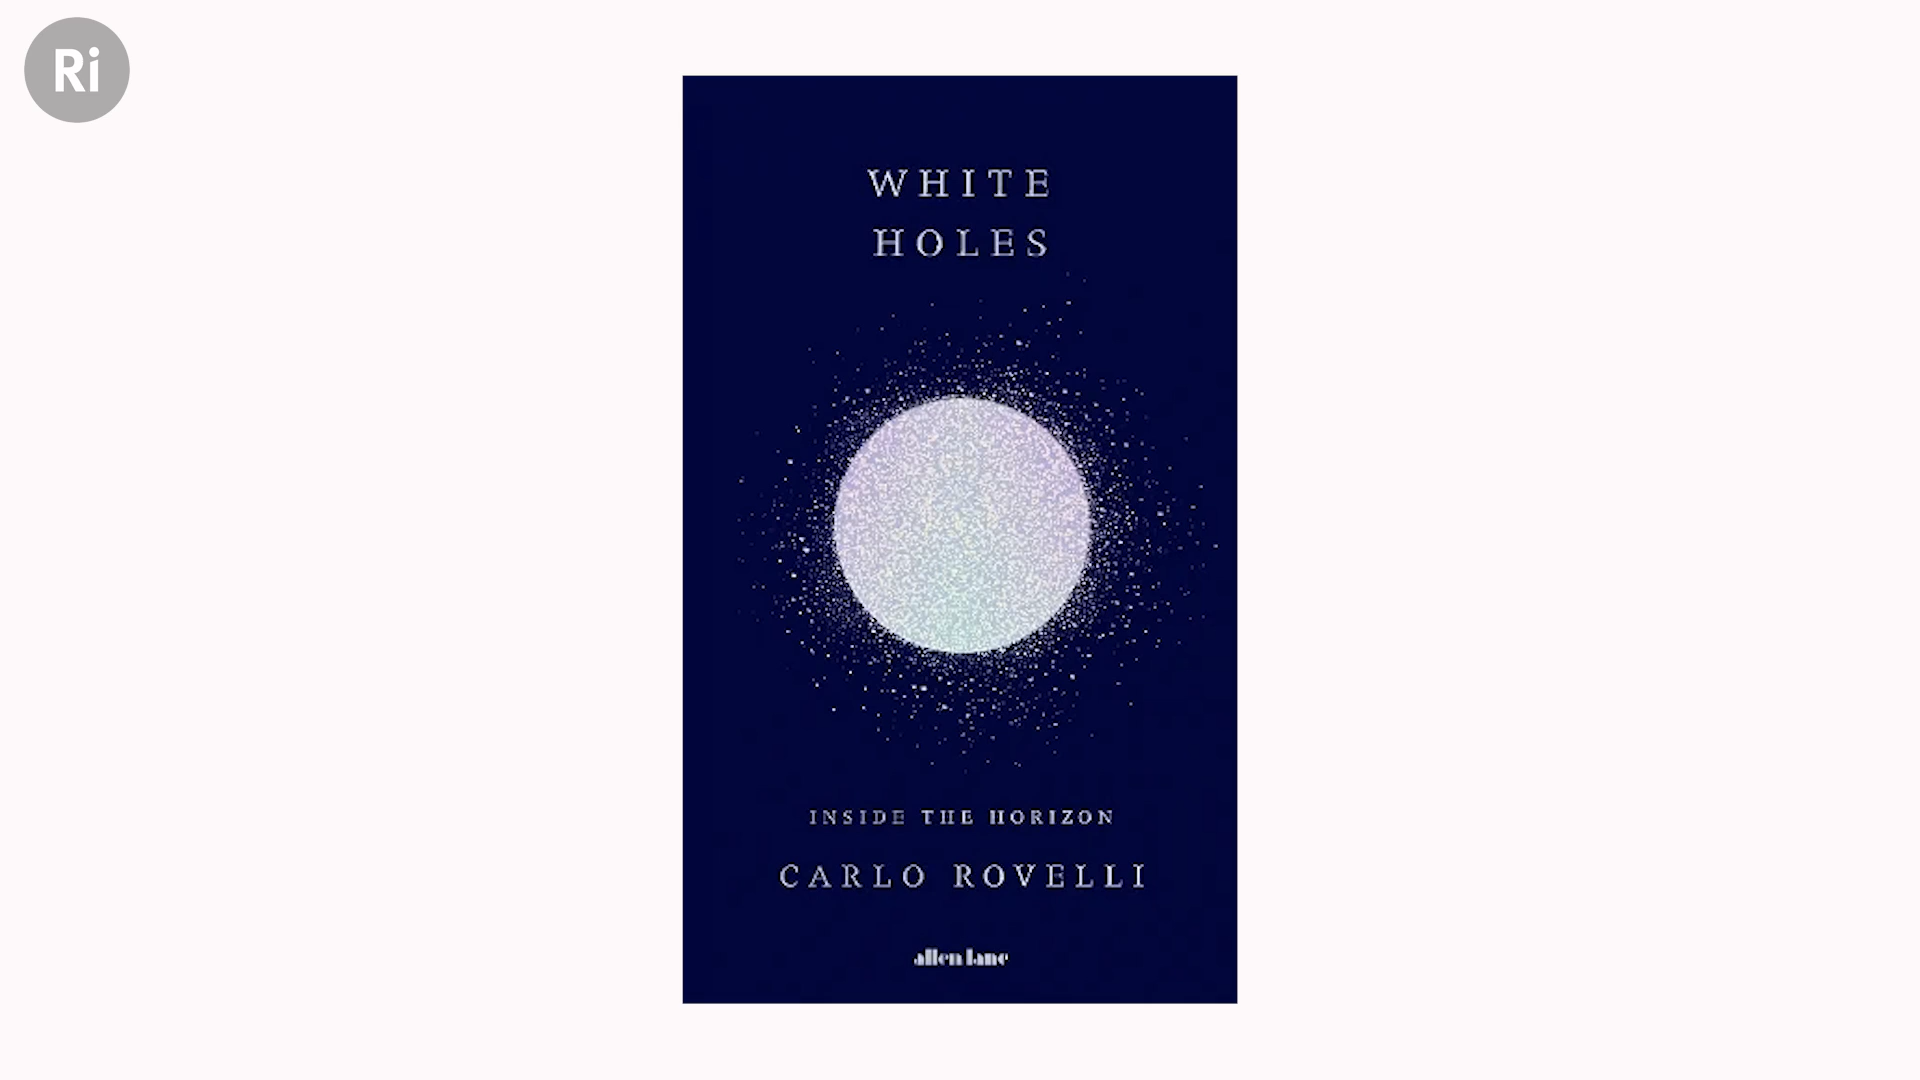 Ri
WHITE
HOLES
INSIDE THE HORIZON
CARLO ROVELLI
allen lane